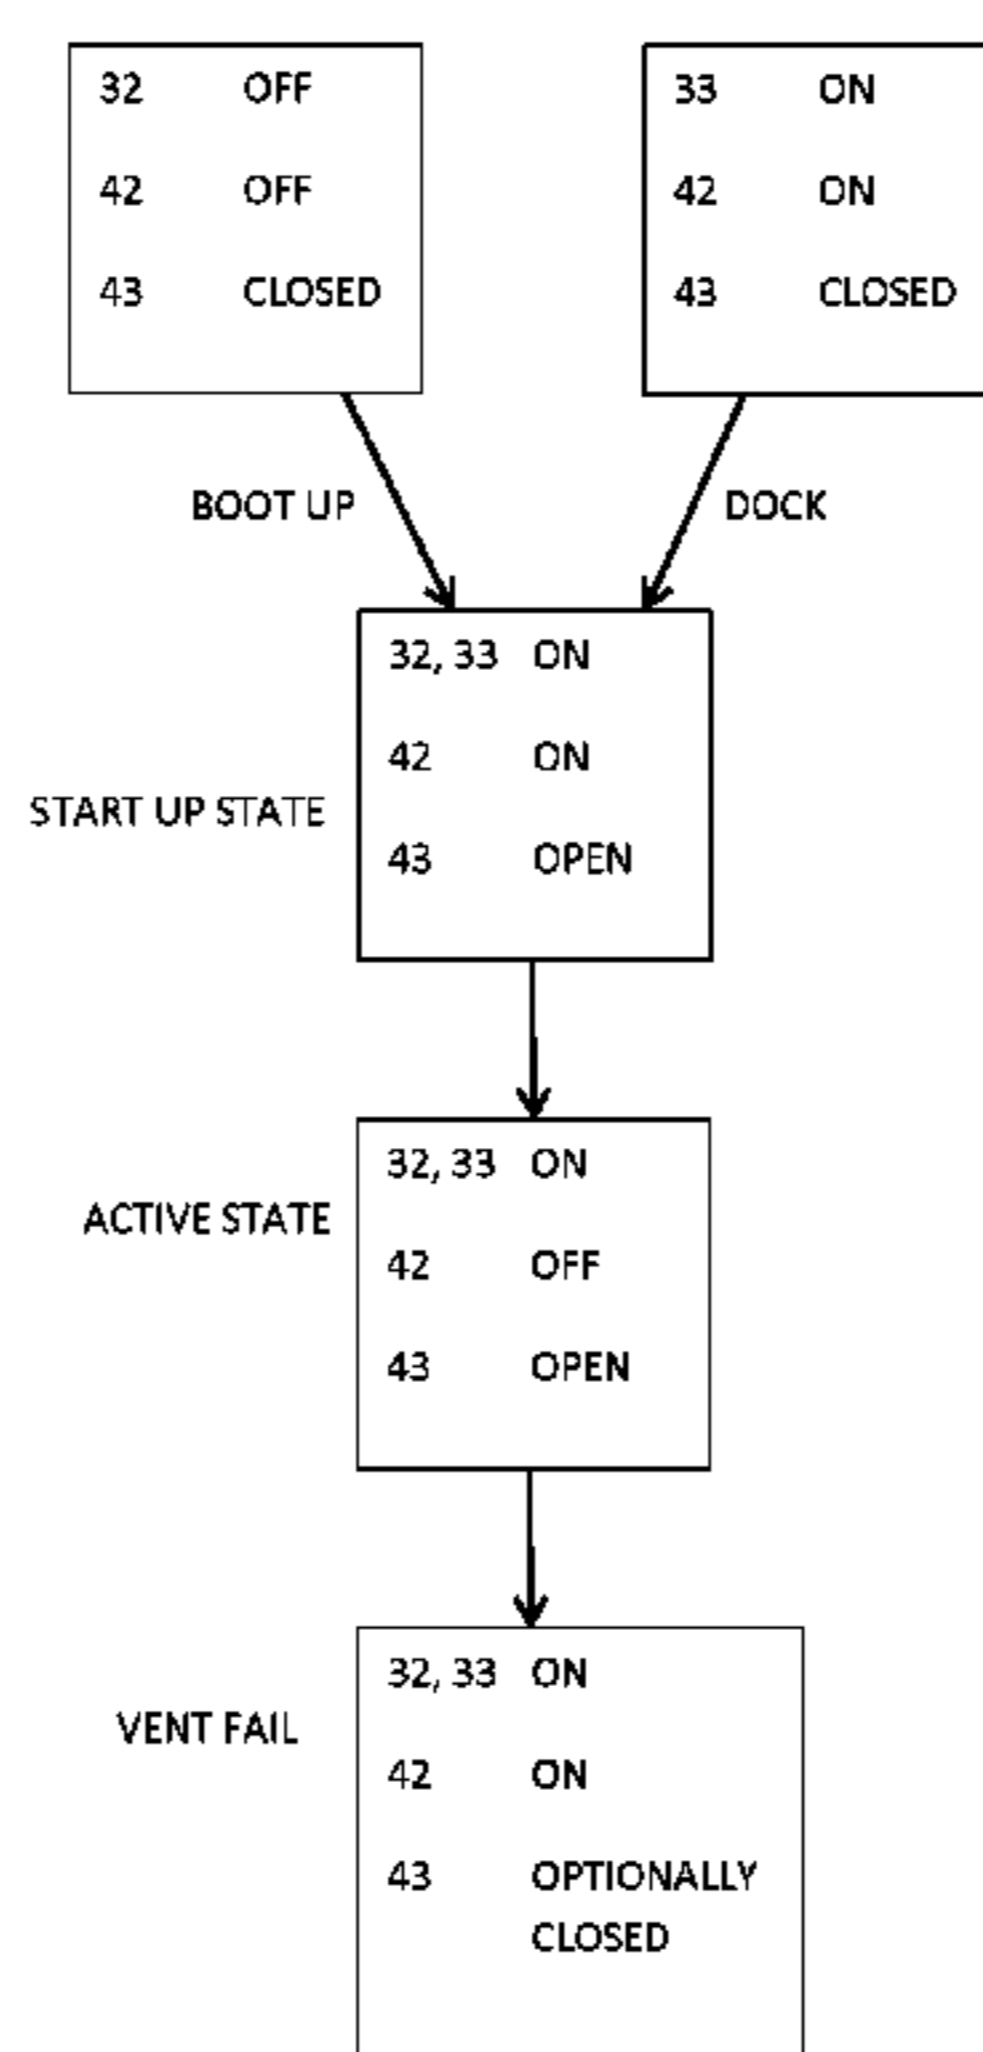 32 OFF
42 OFF
43 CLOSED
33 ON
42 ON
43 CLOSED
BOOT UP
DOCK
32, 33 ON
42 ON
START UP STATE
43 OPEN
32, 33 ON
ACTIVE STATE
42 OFF
43 OPEN
32, 33 ON
VENT FAIL
42 ON
43 OPTIONALLY
CLOSED